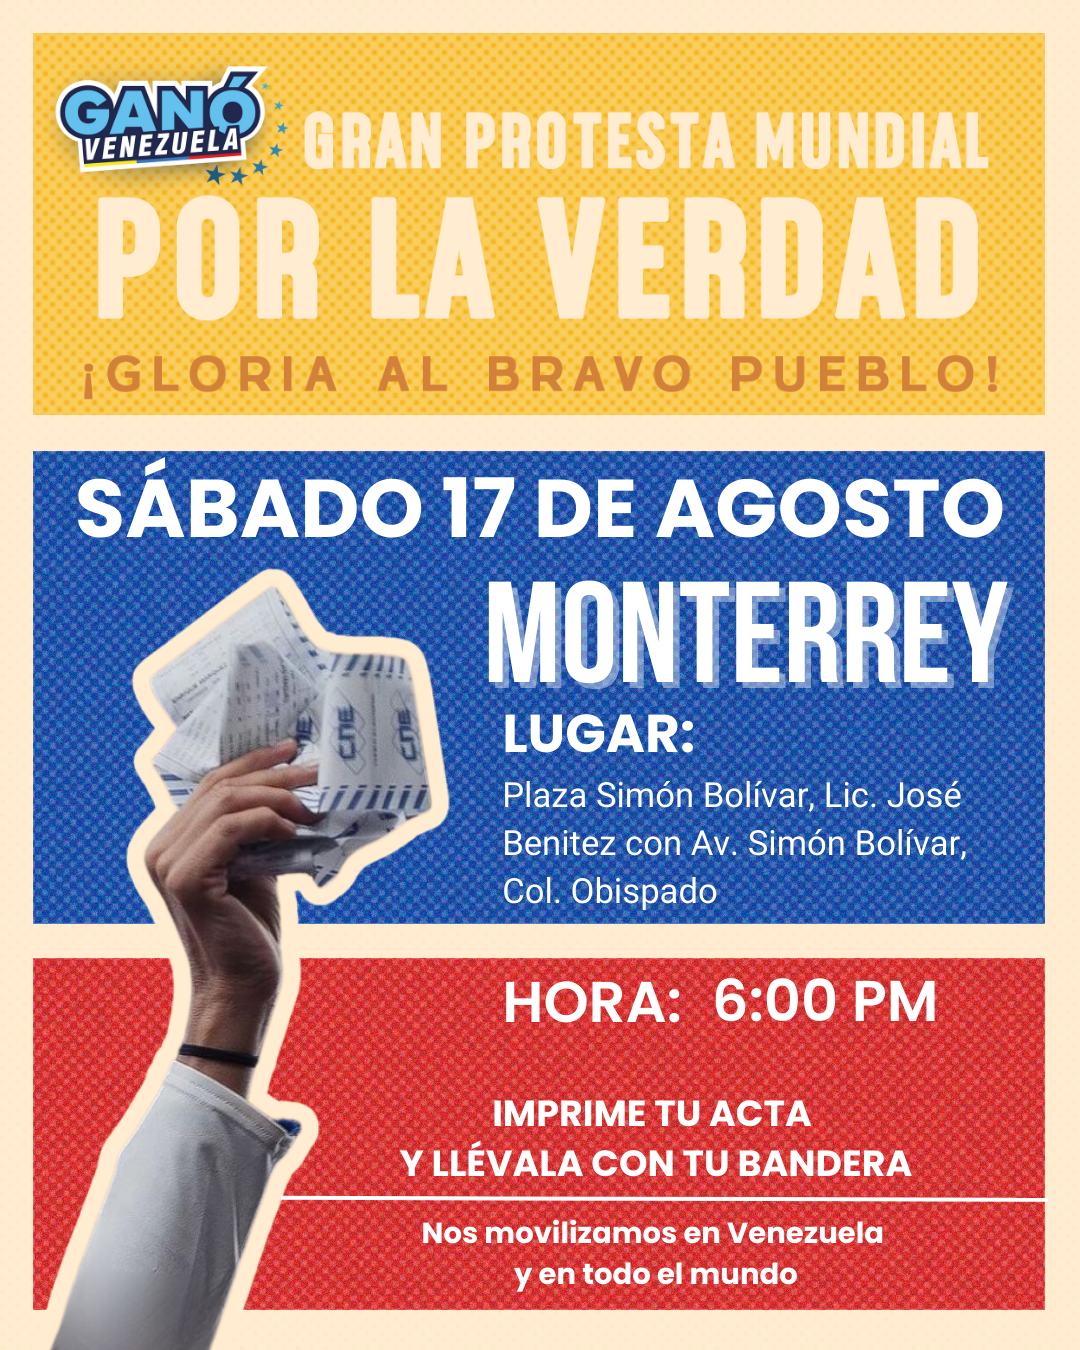 GANÓ
VENEZUELA
GRAN PROTESTA MUNDIAL
POR LA VERDAD
¡GLORIA AL BRAVO PUEBLO!
SÁBADO 17 DE AGOSTO
MONTERREY
LUGAR:
Plaza Simón Bolívar, Lic. José
Benitez con Av. Simón Bolívar,
Col. Obispado
CNE
CNE
HORA: 6:00 PM
IMPRIME TU ACTA
Y LLÉVALA CON TU BANDERA
Nos movilizamos en Venezuela
y en todo el mundo